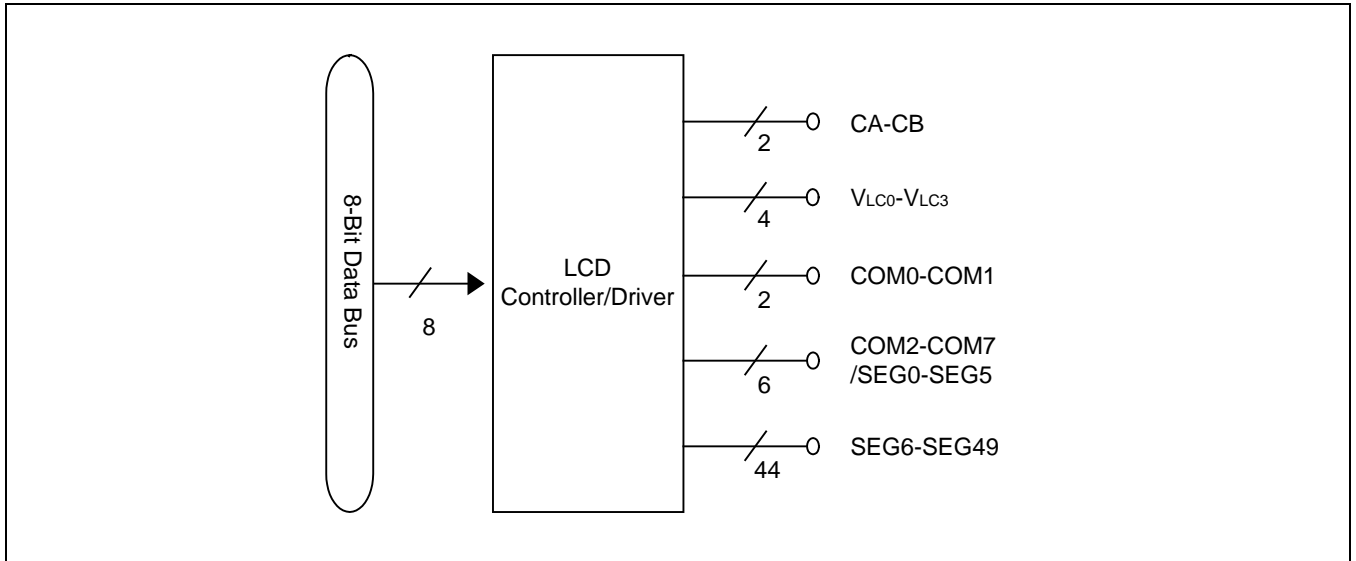 8-Bit Data Bus
8
LCD
Controller/Driver
CA-CB
2
VLC0-VLC3
4
COM0-COM1
2
COM2-COM7
/SEG0-SEG5
6
SEG6-SEG49
44